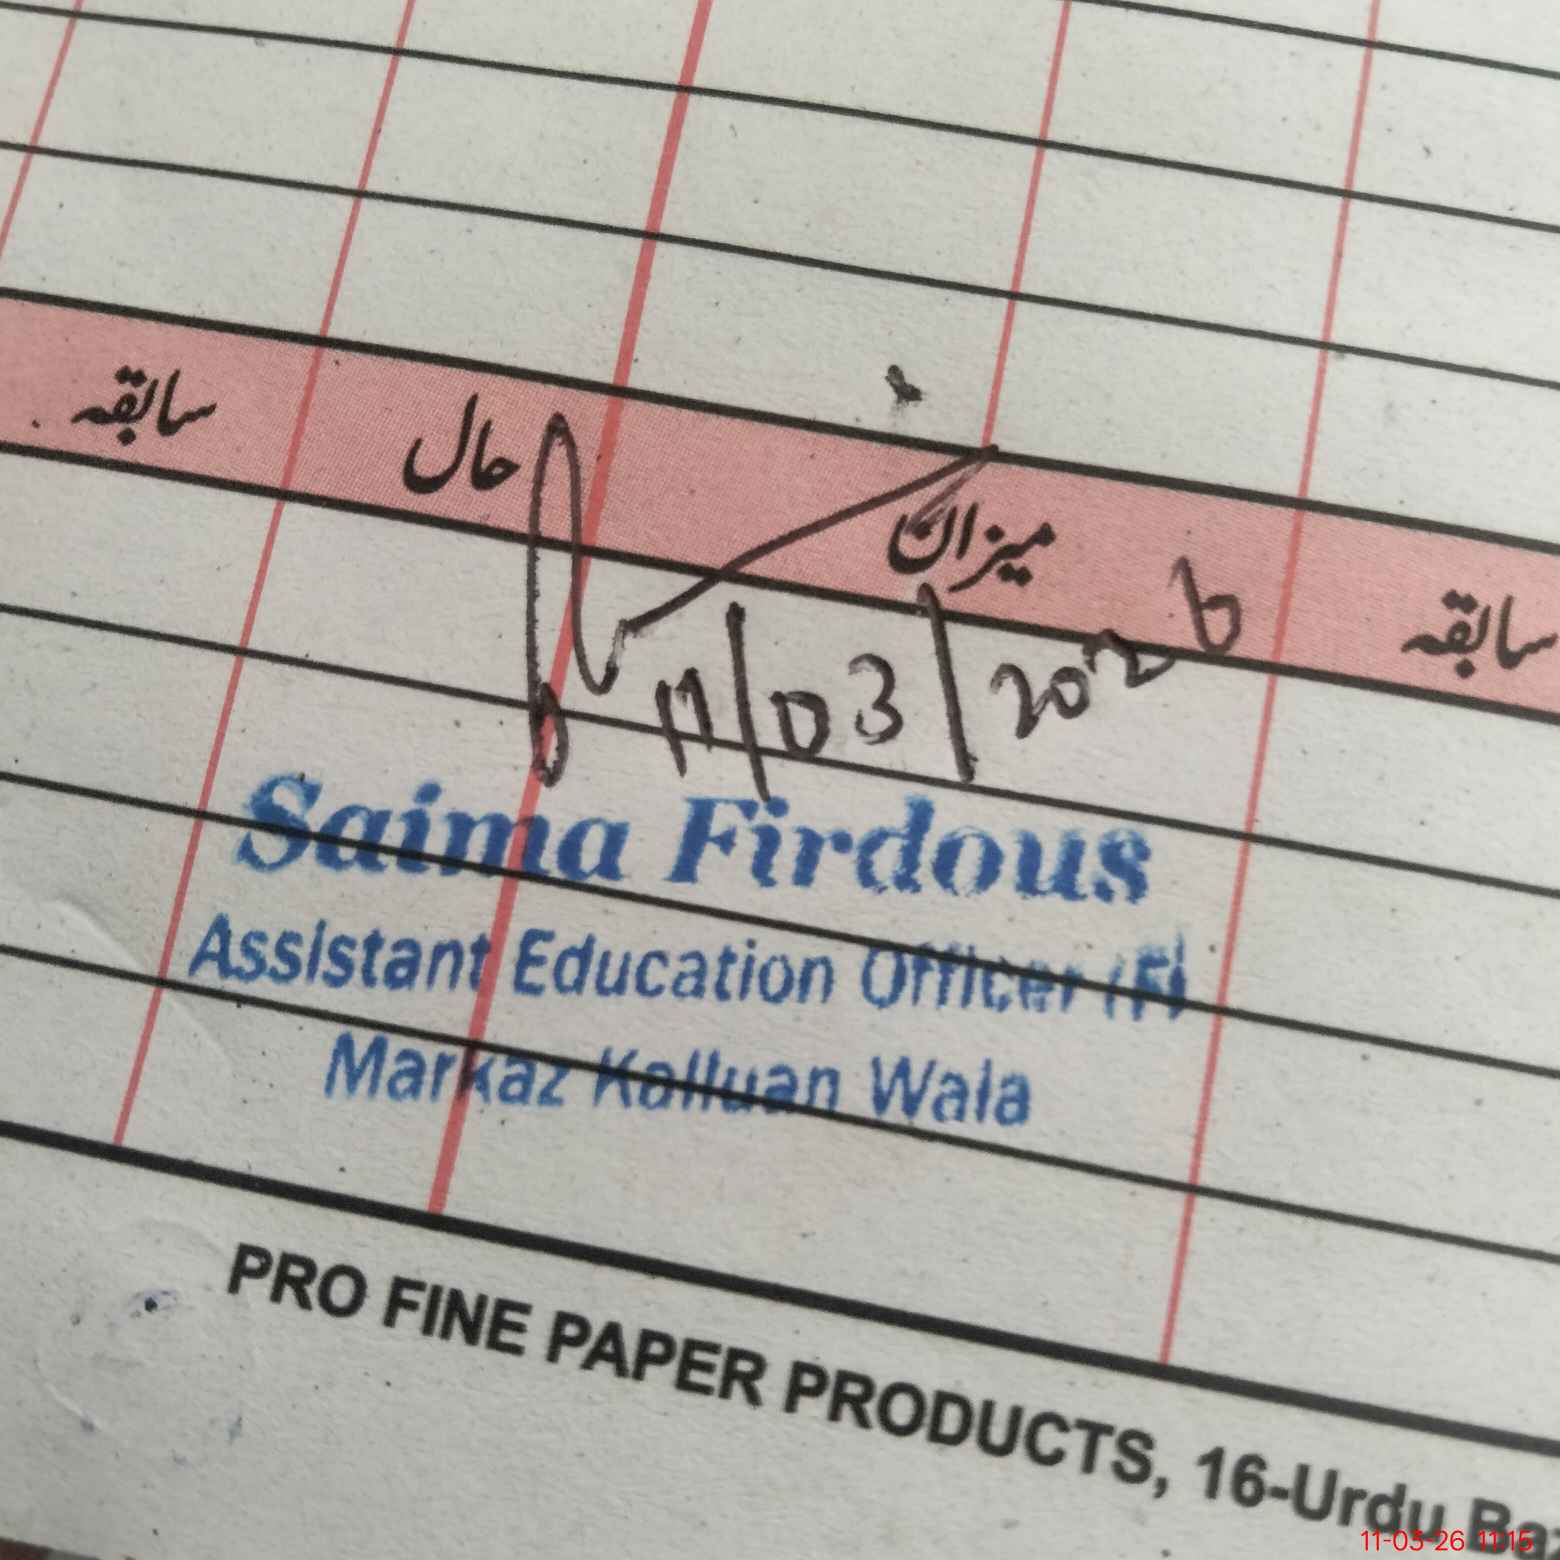 سابقہ حال میزان سابقہ
11/03/2026
Saima Firdous
Assistant Education Officer (F)
Markaz Kalluan Wala
PRO FINE PAPER PRODUCTS, 16-Urdu Baz
11-03-26 11:15